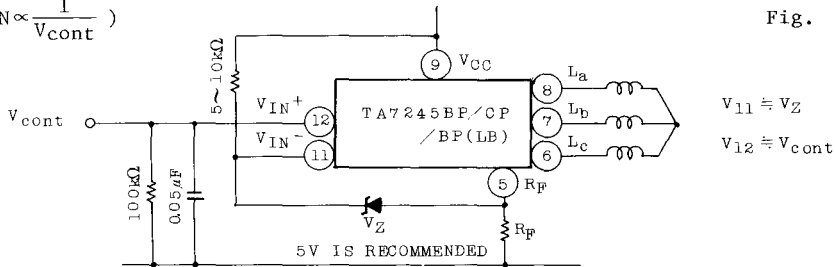 N∝1/Vcont )
Fig.
9 VCC
5~10kΩ
8 La
TA7245BP/CP
/BP(LB)
VIN+ 12
Vcont
7 Lb
V11≒VZ
VIN- 11
6 Lc
V12≒Vcont
5 RF
100kΩ
0.05μF
VZ
RF
5V IS RECOMMENDED